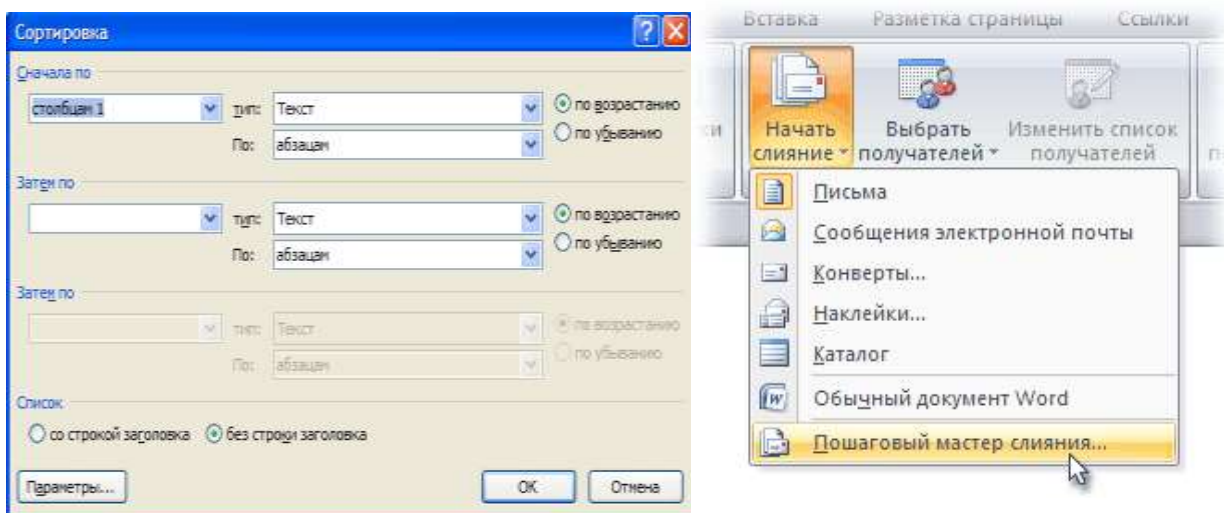 Сортировка
Сначала по
столбцам 1 тип: Текст по возрастанию
По: абзацам по убыванию
Затем по
тип: Текст по возрастанию
По: абзацам по убыванию
Затем по
тип: Текст по возрастанию
По: абзацам по убыванию
Список
со строкой заголовка без строки заголовка
Параметры... ОК Отмена
Вставка Разметка страницы Ссылки
Начать слияние
Выбрать получателей
Изменить список получателей
Письма
Сообщения электронной почты
Конверты...
Наклейки...
Каталог
Обычный документ Word
Пошаговый мастер слияния...